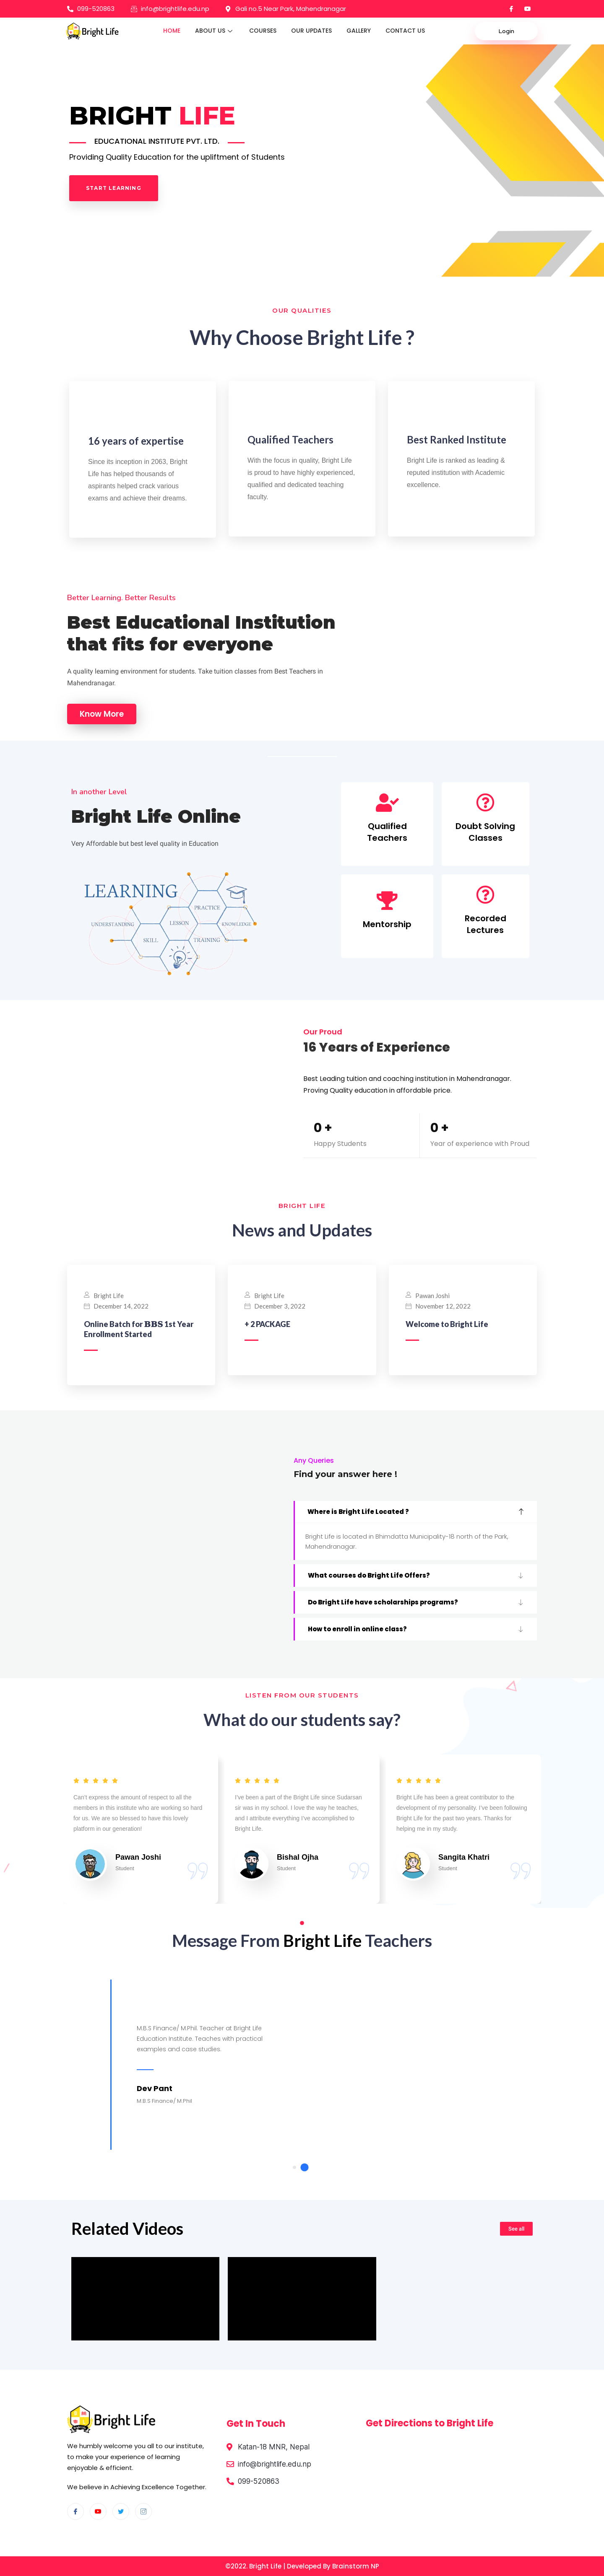 099-520863 info@brightlife.edu.np Gali no.5 Near Park, Mahendranagar
Bright Life HOME ABOUT US COURSES OUR UPDATES GALLERY CONTACT US Login
BRIGHT LIFE
EDUCATIONAL INSTITUTE PVT. LTD.
Providing Quality Education for the upliftment of Students
START LEARNING
OUR QUALITIES
Why Choose Bright Life ?
16 years of expertise
Since its inception in 2063, Bright
Life has helped thousands of
aspirants helped crack various
exams and achieve their dreams.
Qualified Teachers
With the focus in quality, Bright Life
is proud to have highly experienced,
qualified and dedicated teaching
faculty.
Best Ranked Institute
Bright Life is ranked as leading &
reputed institution with Academic
excellence.
Better Learning. Better Results
Best Educational Institution
that fits for everyone
A quality learning environment for students. Take tuition classes from Best Teachers in
Mahendranagar.
Know More
In another Level
Bright Life Online
Very Affordable but best level quality in Education
LEARNING
PRACTICE
UNDERSTANDING
LESSON
KNOWLEDGE
SKILL
TRAINING
Qualified
Teachers
Doubt Solving
Classes
Mentorship
Recorded
Lectures
Our Proud
16 Years of Experience
Best Leading tuition and coaching institution in Mahendranagar.
Proving Quality education in affordable price.
0 +
Happy Students
0 +
Year of experience with Proud
BRIGHT LIFE
News and Updates
Bright Life
December 14, 2022
Online Batch for BBS 1st Year
Enrollment Started
Bright Life
December 3, 2022
+ 2 PACKAGE
Pawan Joshi
November 12, 2022
Welcome to Bright Life
Any Queries
Find your answer here !
Where is Bright Life Located ?
Bright Life is located in Bhimdatta Municipality-18 north of the Park,
Mahendranagar.
What courses do Bright Life Offers?
Do Bright Life have scholarships programs?
How to enroll in online class?
LISTEN FROM OUR STUDENTS
What do our students say?
Can't express the amount of respect to all the
members in this institute who are working so hard
for us. We are so blessed to have this lovely
platform in our generation!
Pawan Joshi
Student
I've been a part of the Bright Life since Sudarsan
sir was in my school. I love the way he teaches,
and I attribute everything I've accomplished to
Bright Life.
Bishal Ojha
Student
Bright Life has been a great contributor to the
development of my personality. I've been following
Bright Life for the past two years. Thanks for
helping me in my study.
Sangita Khatri
Student
Message From Bright Life Teachers
M.B.S Finance/ M.Phil. Teacher at Bright Life
Education Institute. Teaches with practical
examples and case studies.
Dev Pant
M.B.S Finance/ M.Phil
Related Videos
See all
Bright Life
We humbly welcome you all to our institute,
to make your experience of learning
enjoyable & efficient.
We believe in Achieving Excellence Together.
Get In Touch
Katan-18 MNR, Nepal
info@brightlife.edu.np
099-520863
Get Directions to Bright Life
©2022. Bright Life | Developed By Brainstorm NP